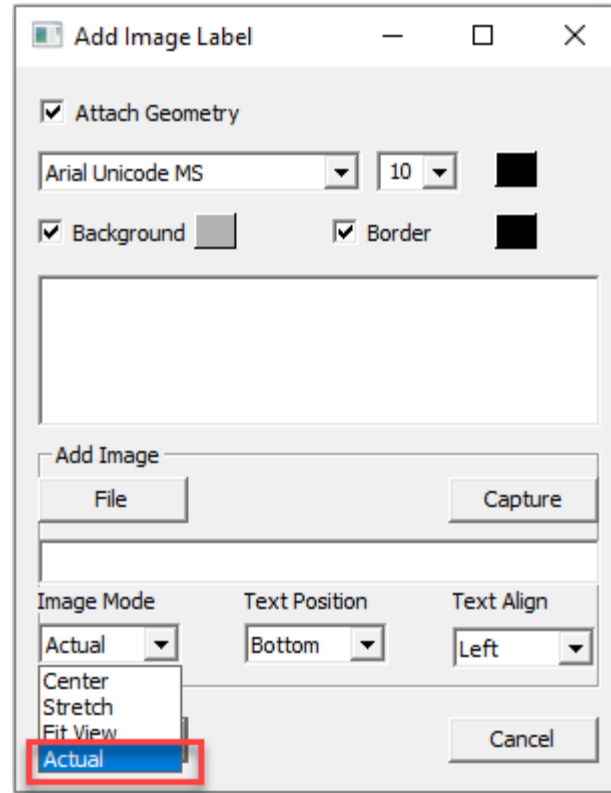 Add Image Label
Attach Geometry
Arial Unicode MS 10
Background Border
Add Image
File Capture
Image Mode Text Position Text Align
Actual Bottom Left
Center
Stretch
Fit View
Actual
Cancel